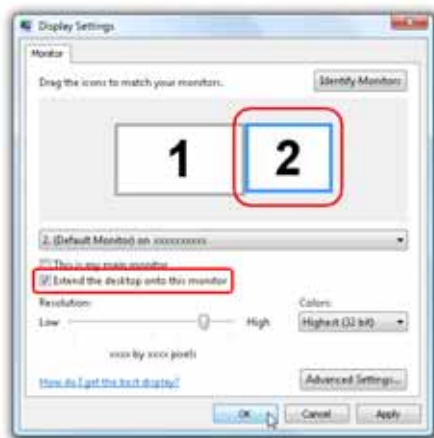 Display Settings
Monitor
Drag the icons to match your monitors.
Identify Monitors
1
2
2. (Default Monitor) on xxxxxxxxxx
This is my main monitor
Extend the desktop onto this monitor
Resolution:
Colors:
Low
High
Highest (32 bit)
xxxx by xxxx pixels
How do I get the best display?
Advanced Settings...
OK
Cancel
Apply